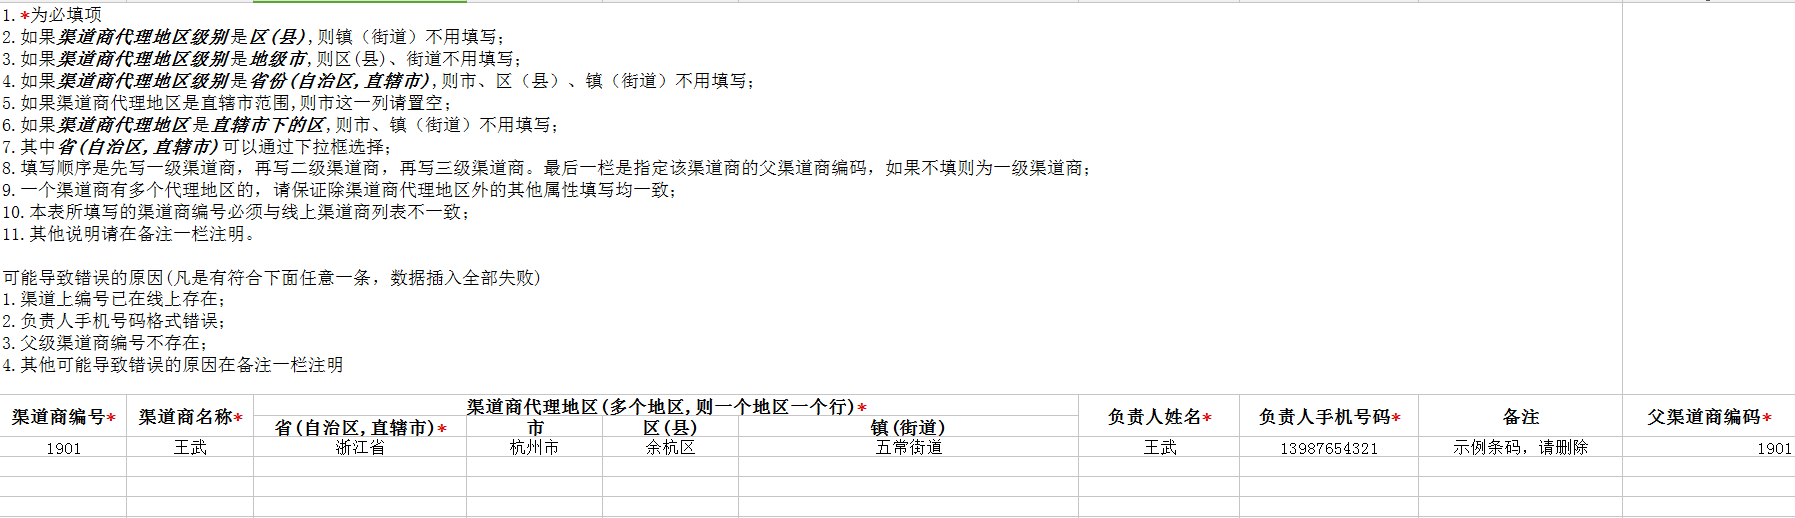 1.*为必填项
2.如果渠道商代理地区级别是区(县),则镇（街道）不用填写；
3.如果渠道商代理地区级别是地级市,则区(县)、街道不用填写；
4.如果渠道商代理地区级别是省份(自治区,直辖市),则市、区（县）、镇（街道）不用填写；
5.如果渠道商代理地区是直辖市范围,则市这一列请置空；
6.如果渠道商代理地区是直辖市下的区,则市、镇（街道）不用填写；
7.其中省(自治区,直辖市)可以通过下拉框选择；
8.填写顺序是先写一级渠道商，再写二级渠道商，再写三级渠道商。最后一栏是指定该渠道商的父渠道商编码，如果不填则为一级渠道商；
9.一个渠道商有多个代理地区的，请保证除渠道商代理地区外的其他属性填写均一致；
10.本表所填写的渠道商编号必须与线上渠道商列表不一致；
11.其他说明请在备注一栏注明。
可能导致错误的原因(凡是有符合下面任意一条，数据插入全部失败)
1.渠道上编号已在线上存在；
2.负责人手机号码格式错误；
3.父级渠道商编号不存在；
4.其他可能导致错误的原因在备注一栏注明
渠道商编号* 渠道商名称* 渠道商代理地区(多个地区,则一个地区一个行)* 负责人姓名* 负责人手机号码* 备注 父渠道商编码*
省(自治区,直辖市)* 市 区(县) 镇(街道)
1901 王武 浙江省 杭州市 余杭区 五常街道 王武 13987654321 示例条码，请删除 1901